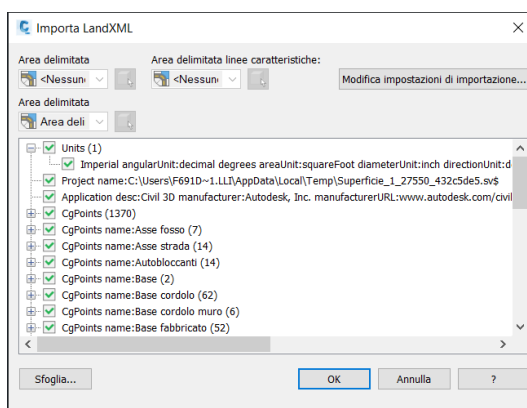 Importa LandXML
Area delimitata
Area delimitata linee caratteristiche:
<Nessun
<Nessun
Modifica impostazioni di importazione...
Area delimitata
Area deli
Units (1)
Imperial angularUnit:decimal degrees areaUnit:squareFoot diameterUnit:inch directionUnit:d
Project name:C:\Users\F691D~1.LLI\AppData\Local\Temp\Superficie_1_27550_432c5de5.sv$
Application desc:Civil 3D manufacturer:Autodesk, Inc. manufacturerURL:www.autodesk.com/civil
CgPoints (1370)
CgPoints name:Asse fosso (7)
CgPoints name:Asse strada (14)
CgPoints name:Autobloccanti (14)
CgPoints name:Base (2)
CgPoints name:Base cordolo (62)
CgPoints name:Base cordolo muro (6)
CgPoints name:Base fabbricato (52)
Sfoglia...
OK
Annulla
?